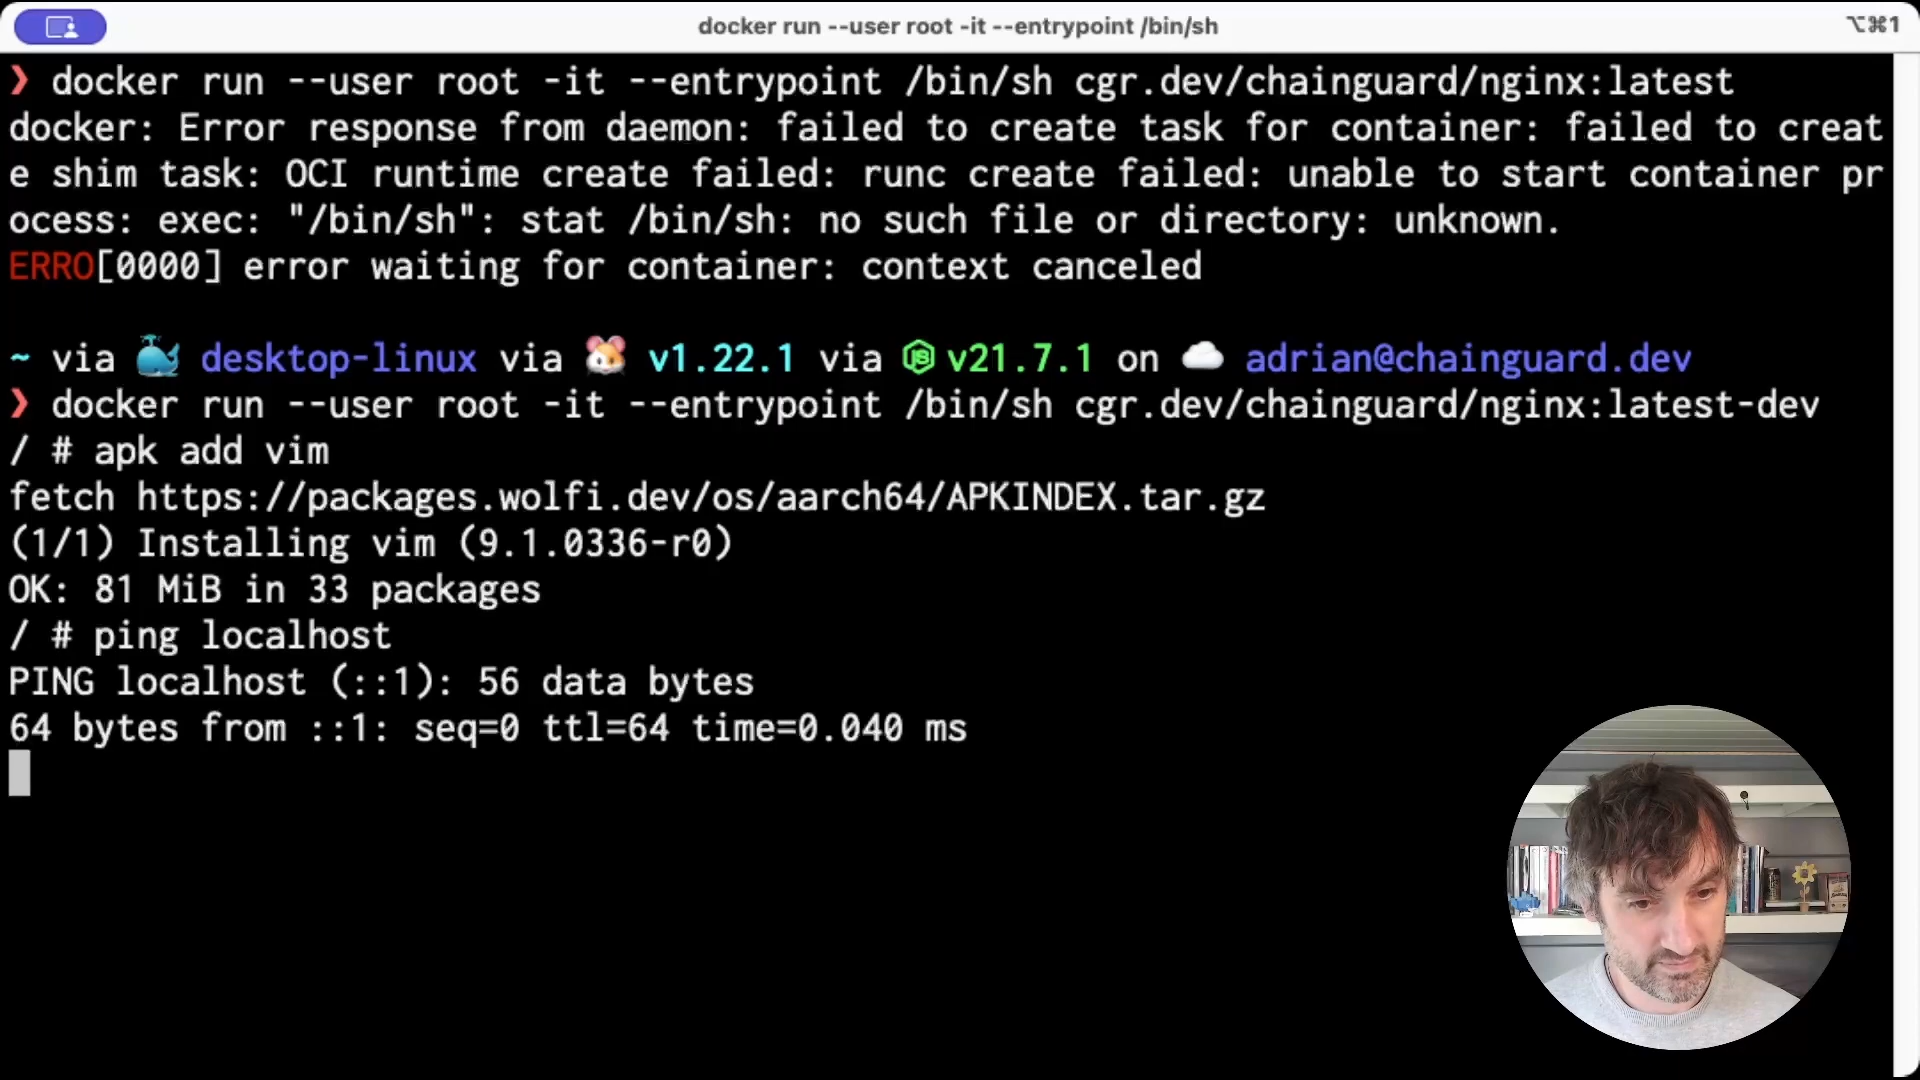 docker run --user root -it --entrypoint /bin/sh
⌥⌘1
❯ docker run --user root -it --entrypoint /bin/sh cgr.dev/chainguard/nginx:latest
docker: Error response from daemon: failed to create task for container: failed to creat
e shim task: OCI runtime create failed: runc create failed: unable to start container pr
ocess: exec: "/bin/sh": stat /bin/sh: no such file or directory: unknown.
ERRO[0000] error waiting for container: context canceled
~ via 🐳 desktop-linux via 🐹 v1.22.1 via v21.7.1 on ☁️ adrian@chainguard.dev
❯ docker run --user root -it --entrypoint /bin/sh cgr.dev/chainguard/nginx:latest-dev
/ # apk add vim
fetch https://packages.wolfi.dev/os/aarch64/APKINDEX.tar.gz
(1/1) Installing vim (9.1.0336-r0)
OK: 81 MiB in 33 packages
/ # ping localhost
PING localhost (::1): 56 data bytes
64 bytes from ::1: seq=0 ttl=64 time=0.040 ms